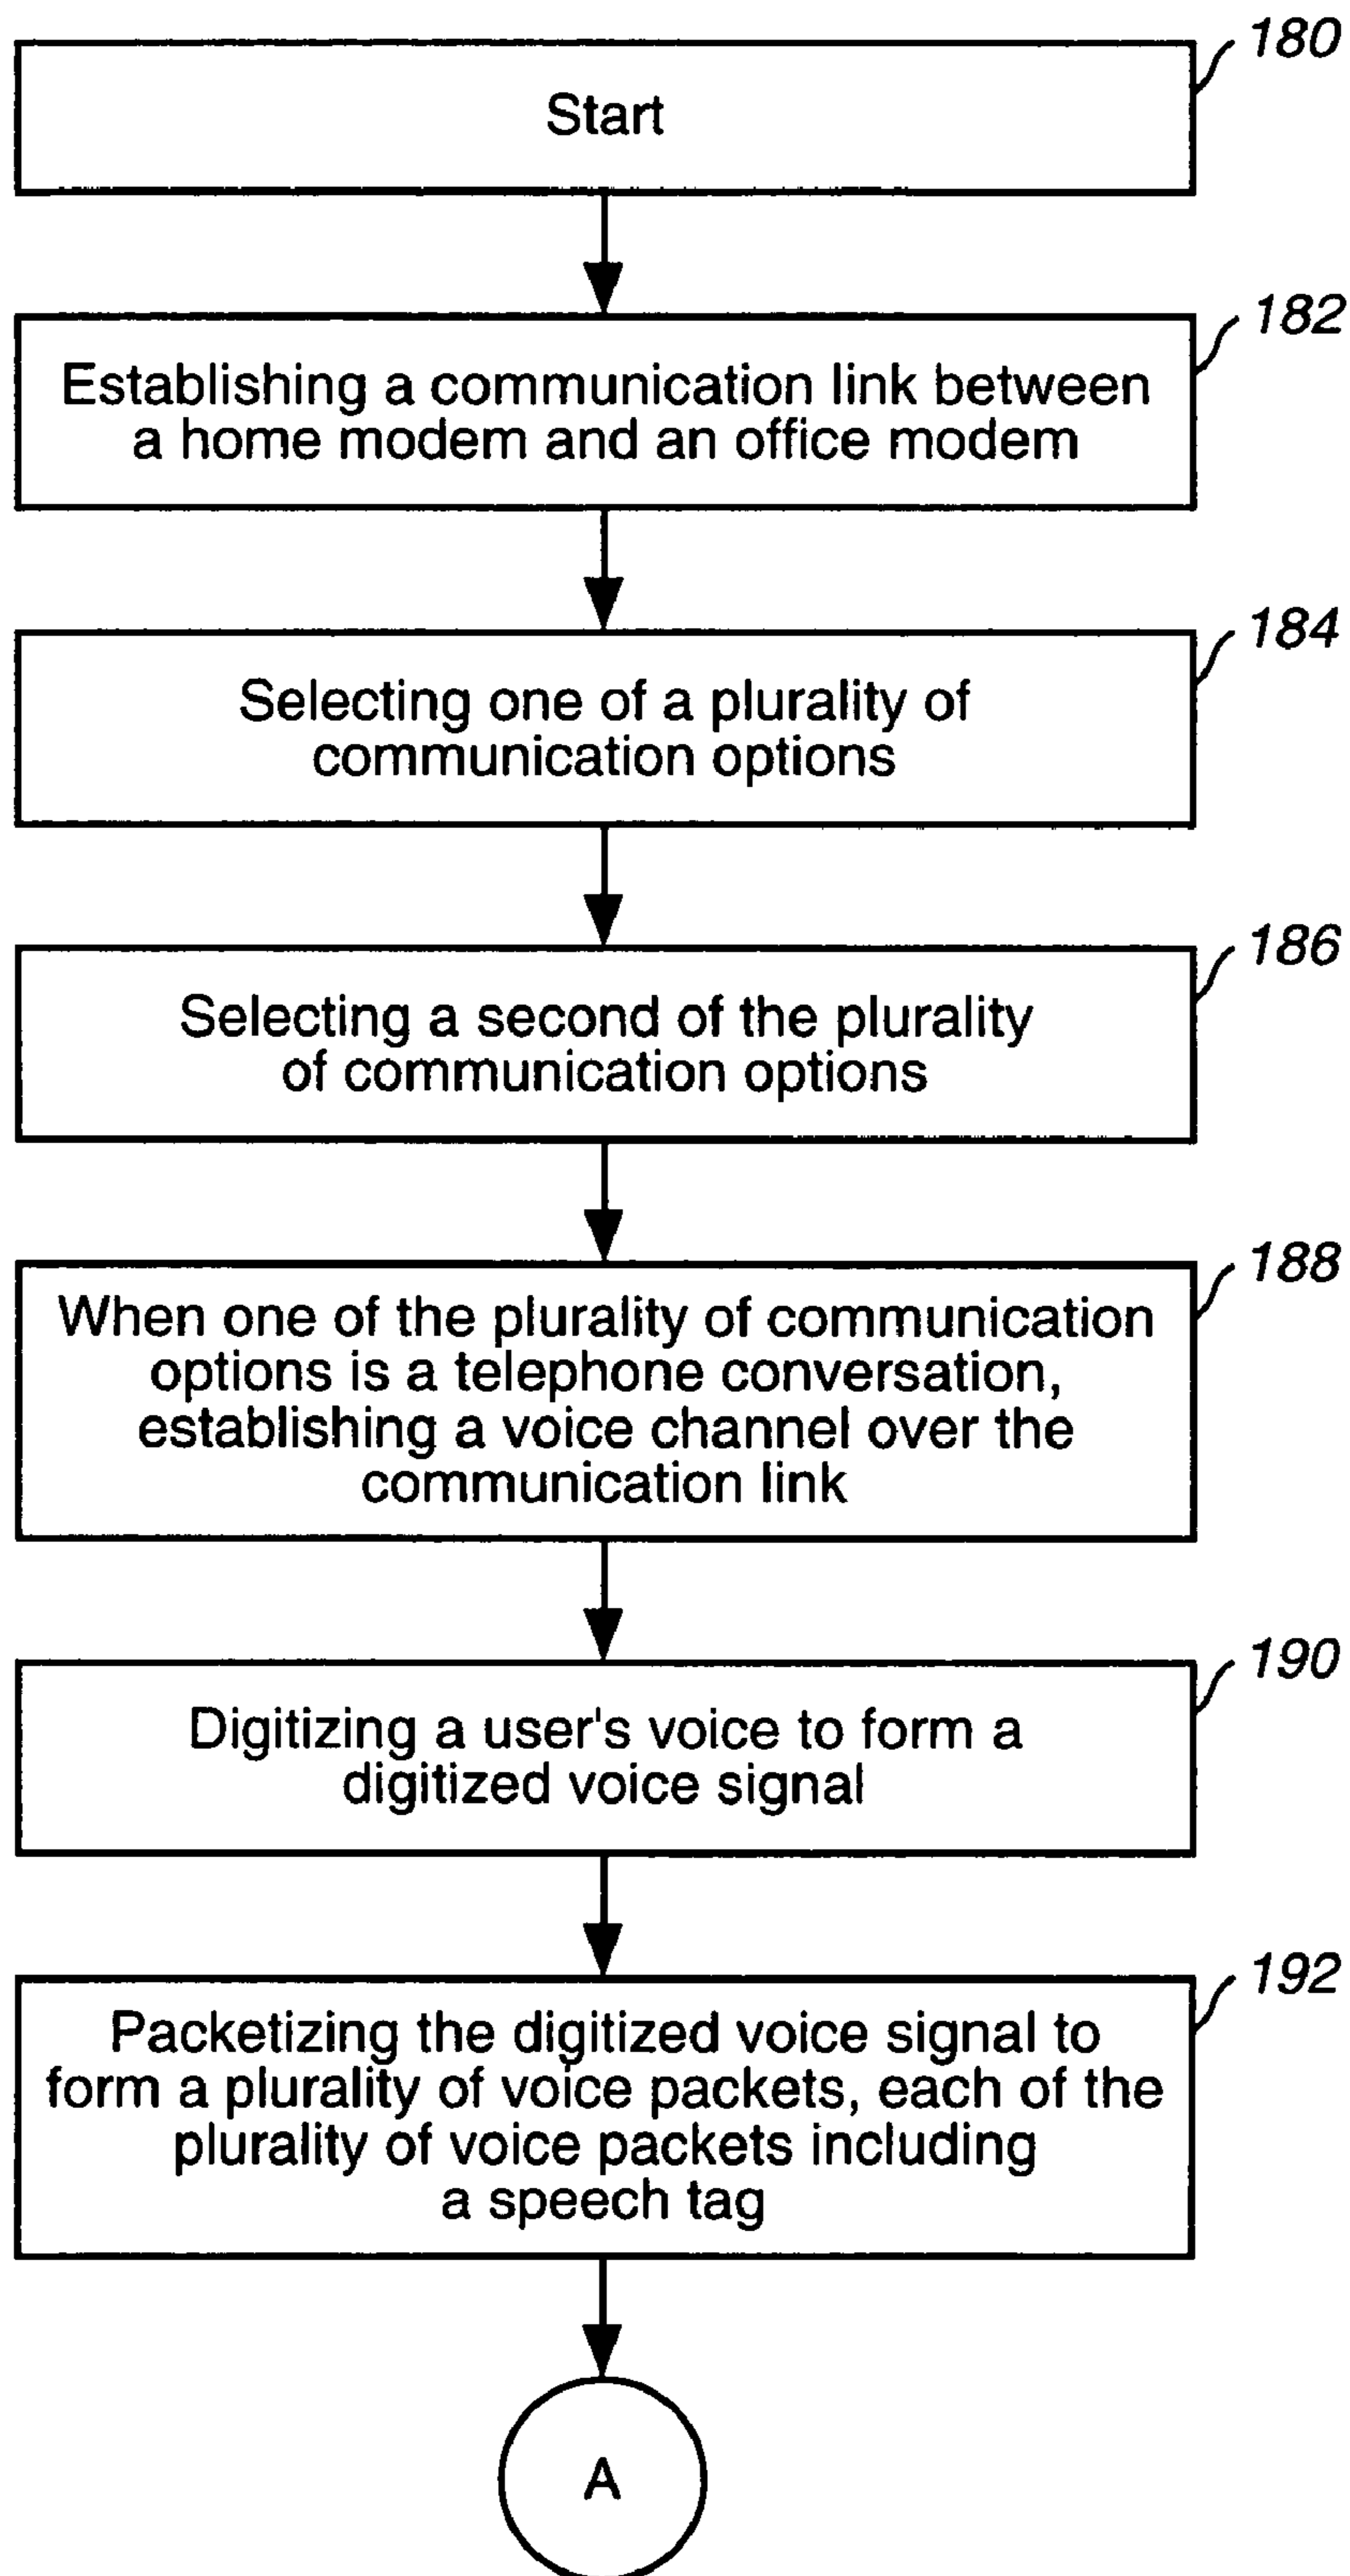 180
Start
182
Establishing a communication link between
a home modem and an office modem
184
Selecting one of a plurality of
communication options
186
Selecting a second of the plurality
of communication options
188
When one of the plurality of communication
options is a telephone conversation,
establishing a voice channel over the
communication link
190
Digitizing a user's voice to form a
digitized voice signal
192
Packetizing the digitized voice signal to
form a plurality of voice packets, each of the
plurality of voice packets including
a speech tag
A